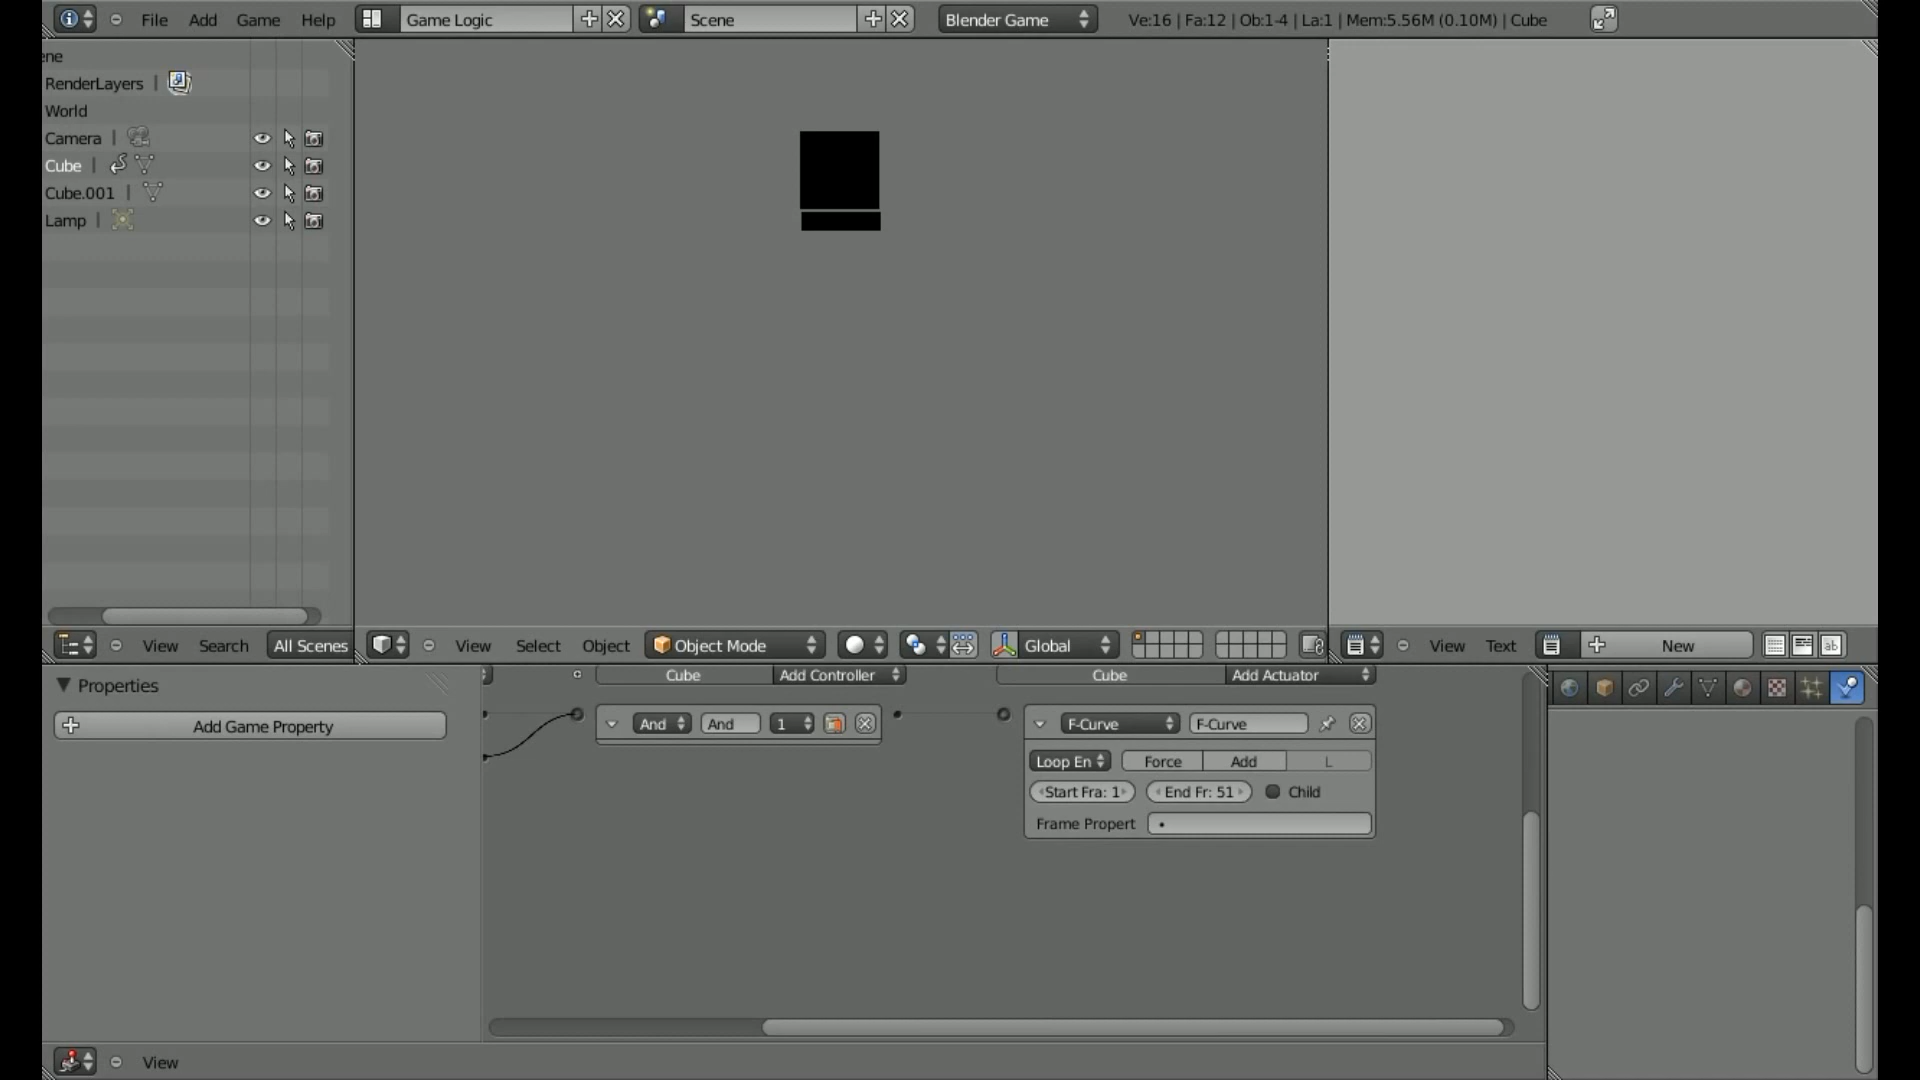 File Add Game Help Game Logic Scene Blender Game Ve:16 | Fa:12 | Ob:1-4 | La:1 | Mem:5.56M (0.10M) | Cube
ne
RenderLayers |
World
Camera |
Cube |
Cube.001 |
Lamp |
View Search All Scenes View Select Object Object Mode Global View Text New
Properties
Add Game Property
Cube Add Controller Cube Add Actuator
And And 1 F-Curve F-Curve
Loop En Force Add L
Start Fra: 1 End Fr: 51 Child
Frame Propert
View